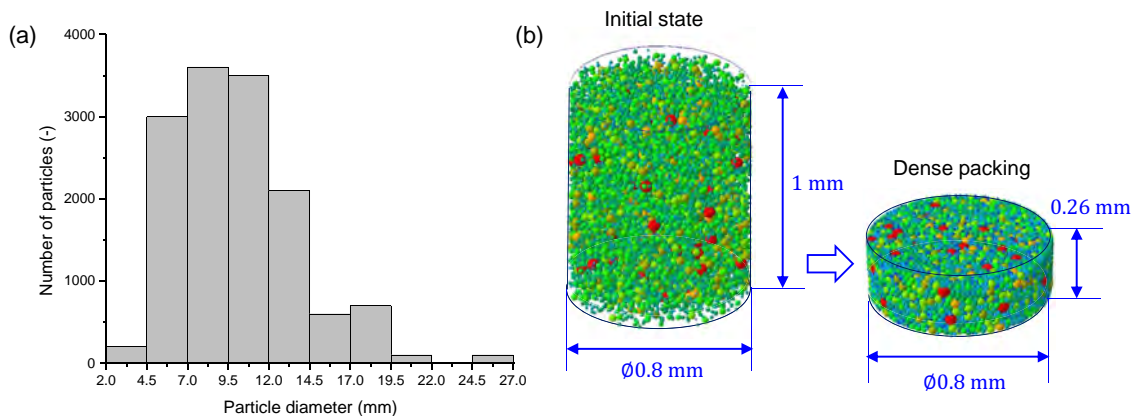 (a)
4000
3000
2000
1000
0
Number of particles (-)
2.0 4.5 7.0 9.5 12.0 14.5 17.0 19.5 22.0 24.5 27.0
Particle diameter (mm)
(b)
Initial state
1 mm
Ø0.8 mm
Dense packing
0.26 mm
Ø0.8 mm